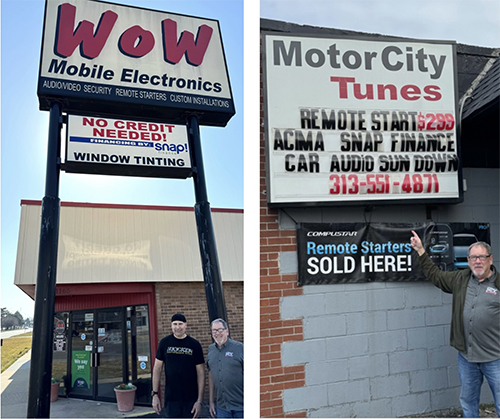 WOW
Mobile Electronics
AUDIO/VIDEO SECURITY REMOTE STARTERS CUSTOM INSTALLATIONS
NO CREDIT
NEEDED!
FINANCING BY: snap!
WINDOW TINTING
MotorCity
Tunes
REMOTE START $299
ACIMA SNAP FINANCE
CAR AUDIO SUN DOWN
313-551-4871
COMPUSTAR
Remote Starters
SOLD HERE!